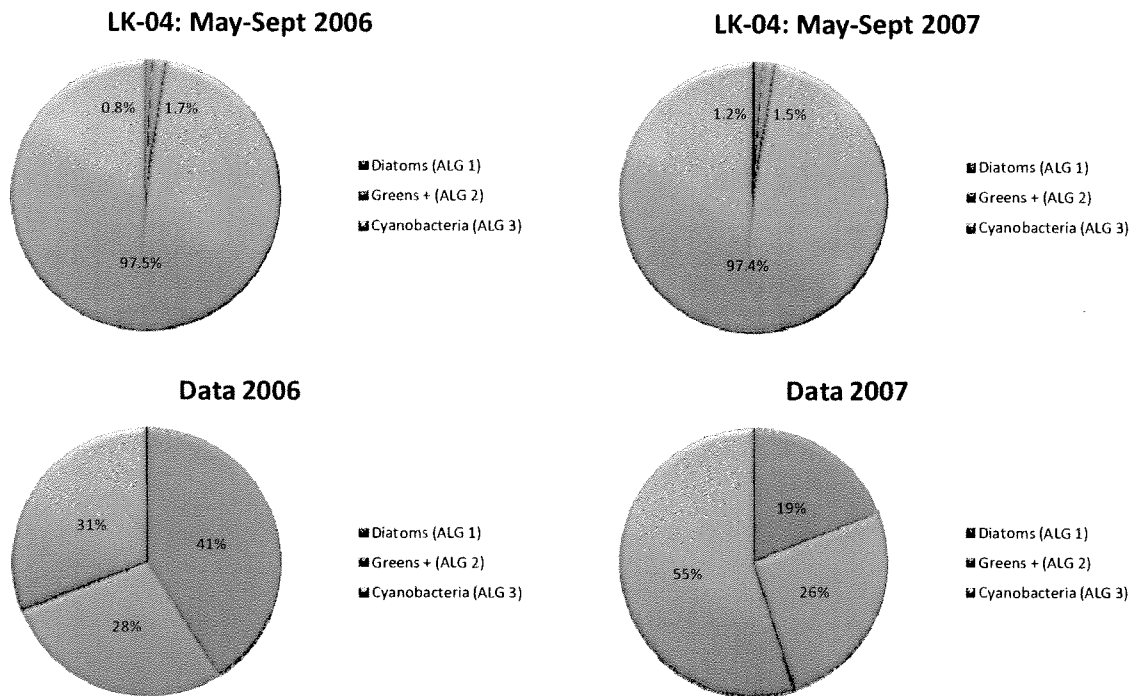 LK-04: May-Sept 2006
0.8%
1.7%
97.5%
Diatoms (ALG 1)
Greens + (ALG 2)
Cyanobacteria (ALG 3)
LK-04: May-Sept 2007
1.2%
1.5%
97.4%
Diatoms (ALG 1)
Greens + (ALG 2)
Cyanobacteria (ALG 3)
Data 2006
31%
41%
28%
Diatoms (ALG 1)
Greens + (ALG 2)
Cyanobacteria (ALG 3)
Data 2007
19%
55%
26%
Diatoms (ALG 1)
Greens + (ALG 2)
Cyanobacteria (ALG 3)